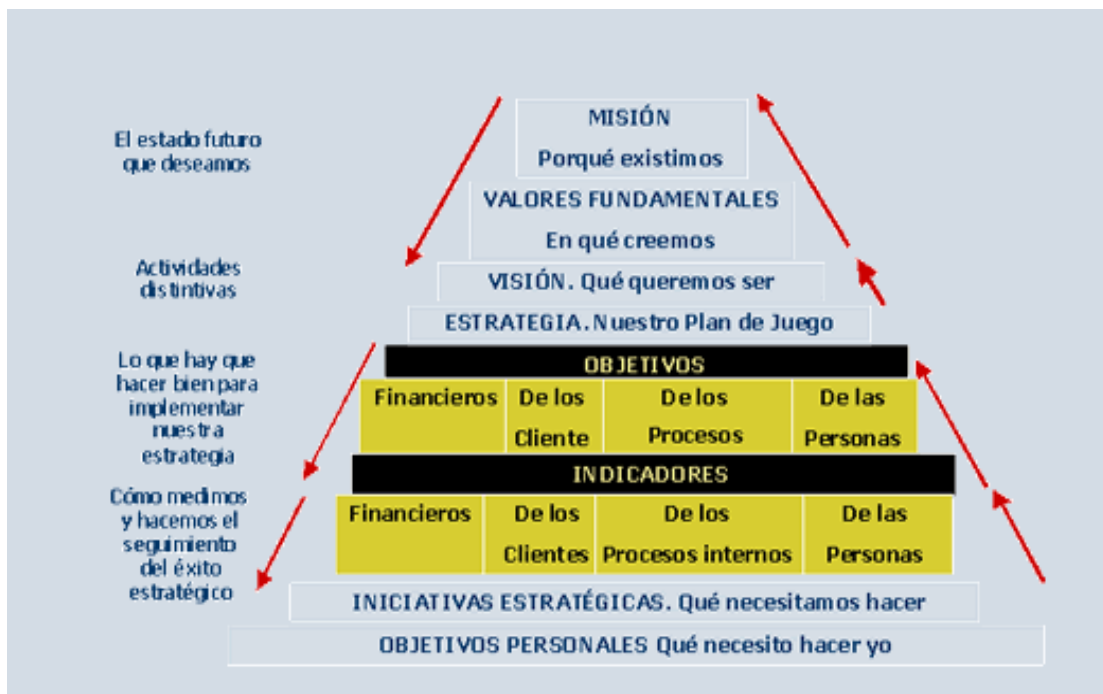 El estado futuro
que deseamos
MISIÓN
Porqué existimos
VALORES FUNDAMENTALES
En qué creemos
Actividades
distintivas
VISIÓN. Qué queremos ser
ESTRATEGIA. Nuestro Plan de Juego
Lo que hay que
hacer bien para
implementar
nuestra
estrategia
OBJETIVOS
Financieros
De los
Cliente
De los
Procesos
De las
Personas
INDICADORES
Cómo medimos
y hacemos el
seguimiento
del éxito
estratégico
Financieros
De los
Clientes
De los
Procesos internos
De las
Personas
INICIATIVAS ESTRATÉGICAS. Qué necesitamos hacer
OBJETIVOS PERSONALES Qué necesito hacer yo